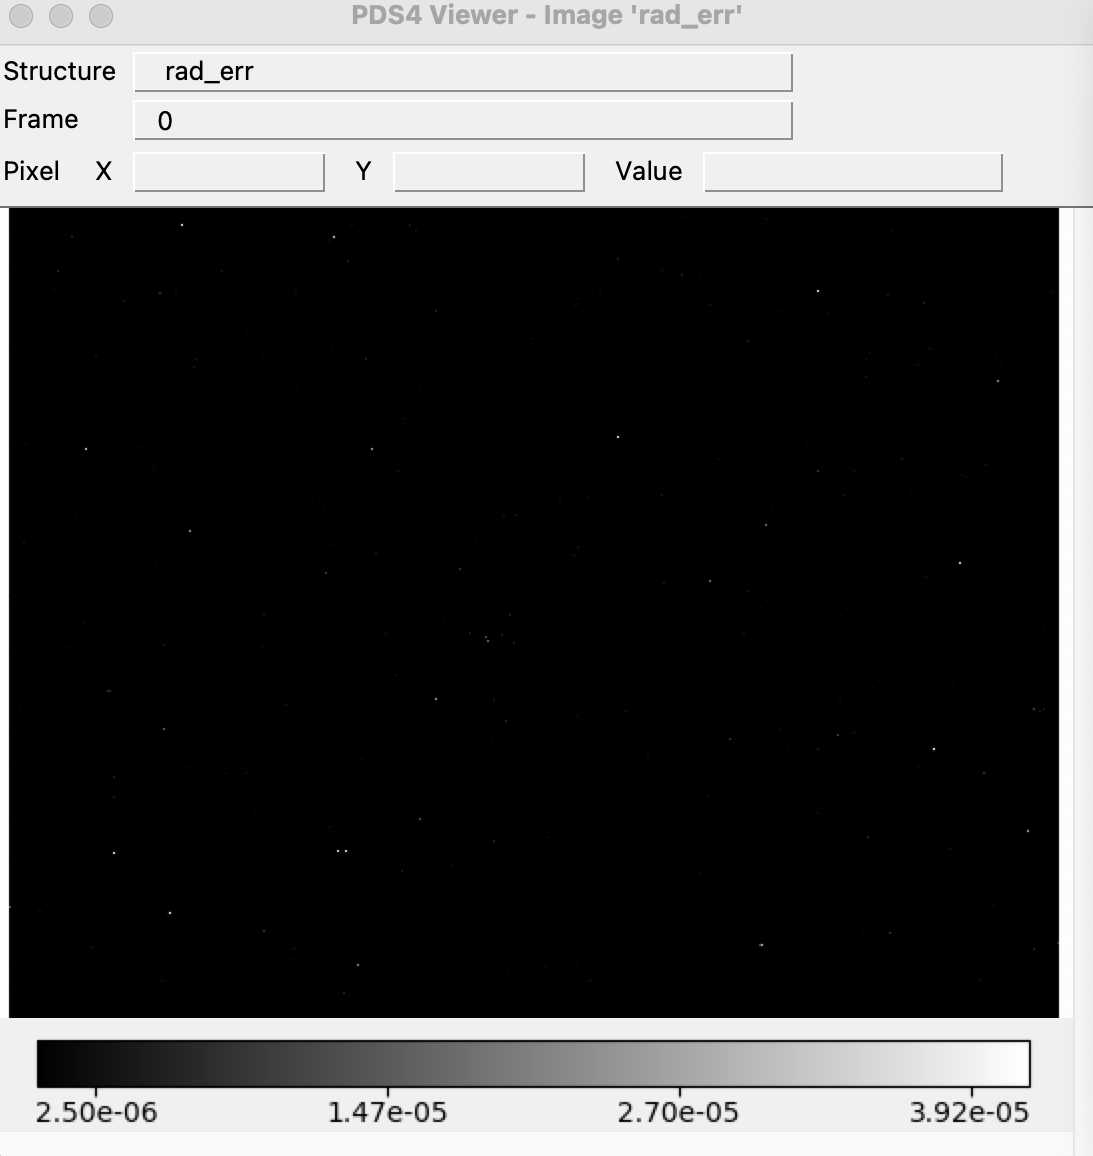 PDS4 Viewer - Image 'rad_err'
Structure rad_err
Frame 0
Pixel X Y Value
2.50e-06 1.47e-05 2.70e-05 3.92e-05